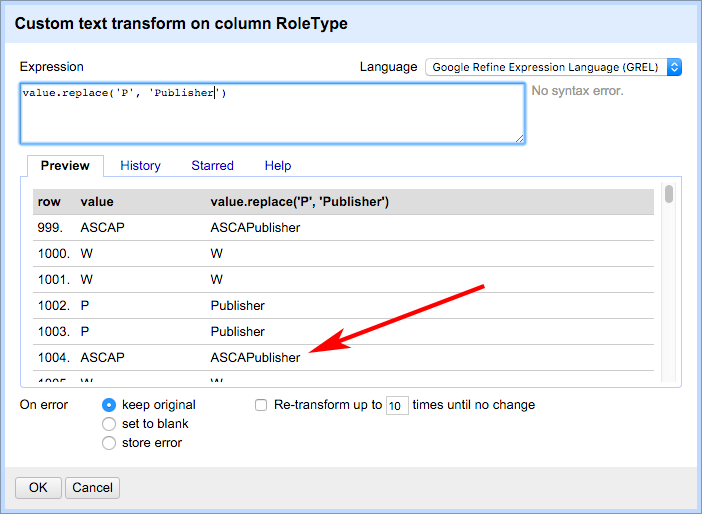 Custom text transform on column RoleType
Expression
Language Google Refine Expression Language (GREL)
value.replace('P', 'Publisher')
No syntax error.
Preview History Starred Help
row value value.replace('P', 'Publisher')
999. ASCAP ASCAPublisher
1000. W W
1001. W W
1002. P Publisher
1003. P Publisher
1004. ASCAP ASCAPublisher
1005. W W
On error keep original Re-transform up to 10 times until no change
set to blank
store error
OK Cancel